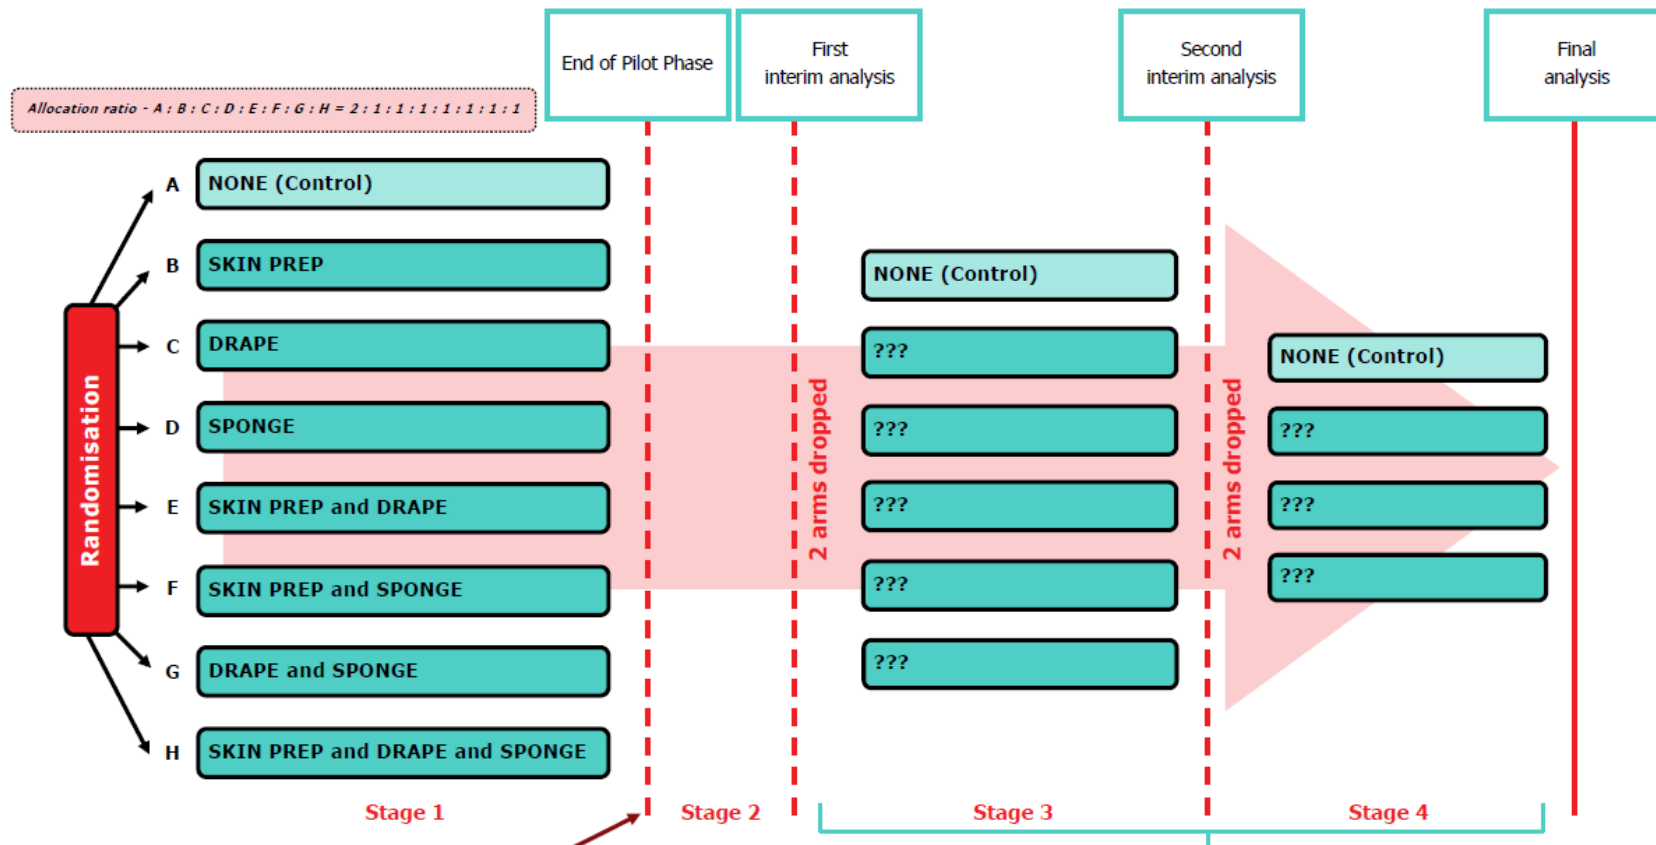 End of Pilot Phase
First
interim analysis
Second
interim analysis
Final
analysis
Allocation ratio - A : B : C : D : E : F : G : H = 2 : 1 : 1 : 1 : 1 : 1 : 1 : 1
Randomisation
A
NONE (Control)
B
SKIN PREP
C
DRAPE
D
SPONGE
E
SKIN PREP and DRAPE
F
SKIN PREP and SPONGE
G
DRAPE and SPONGE
H
SKIN PREP and DRAPE and SPONGE
2 arms dropped
NONE (Control)
???
???
???
???
???
2 arms dropped
NONE (Control)
???
???
???
Stage 1
Stage 2
Stage 3
Stage 4